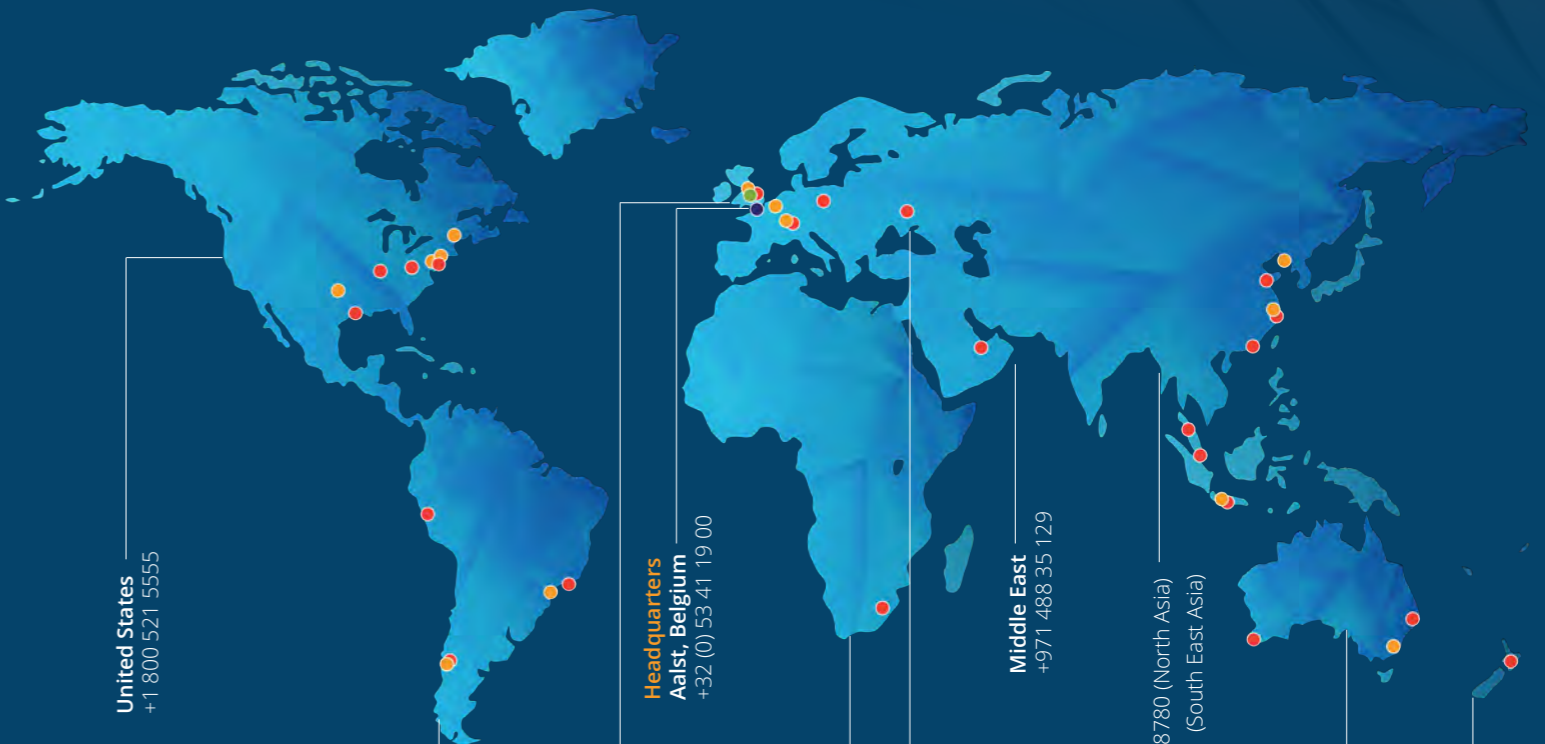 United States
+1 800 521 5555
Headquarters
Aalst, Belgium
+32 (0) 53 41 19 00
Middle East
+971 488 35 129
8780 (North Asia)
(South East Asia)